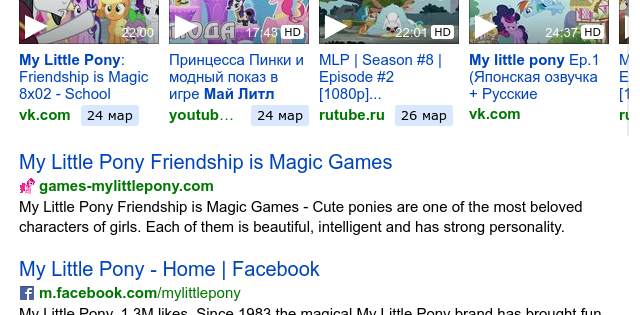 22:00
17:43 HD
22:01 HD
24:37 HD
My Little Pony:
Friendship is Magic
8x02 - School
vk.com 24 мар
Принцесса Пинки и
модный показ в
игре Май Литл
youtub... 24 мар
MLP | Season #8 |
Episode #2
[1080p]...
rutube.ru 26 мар
My little pony Ep.1
(Японская озвучка
+ Русские
vk.com
My Little Pony Friendship is Magic Games
games-mylittlepony.com
My Little Pony Friendship is Magic Games - Cute ponies are one of the most beloved
characters of girls. Each of them is beautiful, intelligent and has strong personality.
My Little Pony - Home | Facebook
m.facebook.com/mylittlepony
My Little Pony. 1.3M likes. Since 1983 the magical My Little Pony brand has brought fun